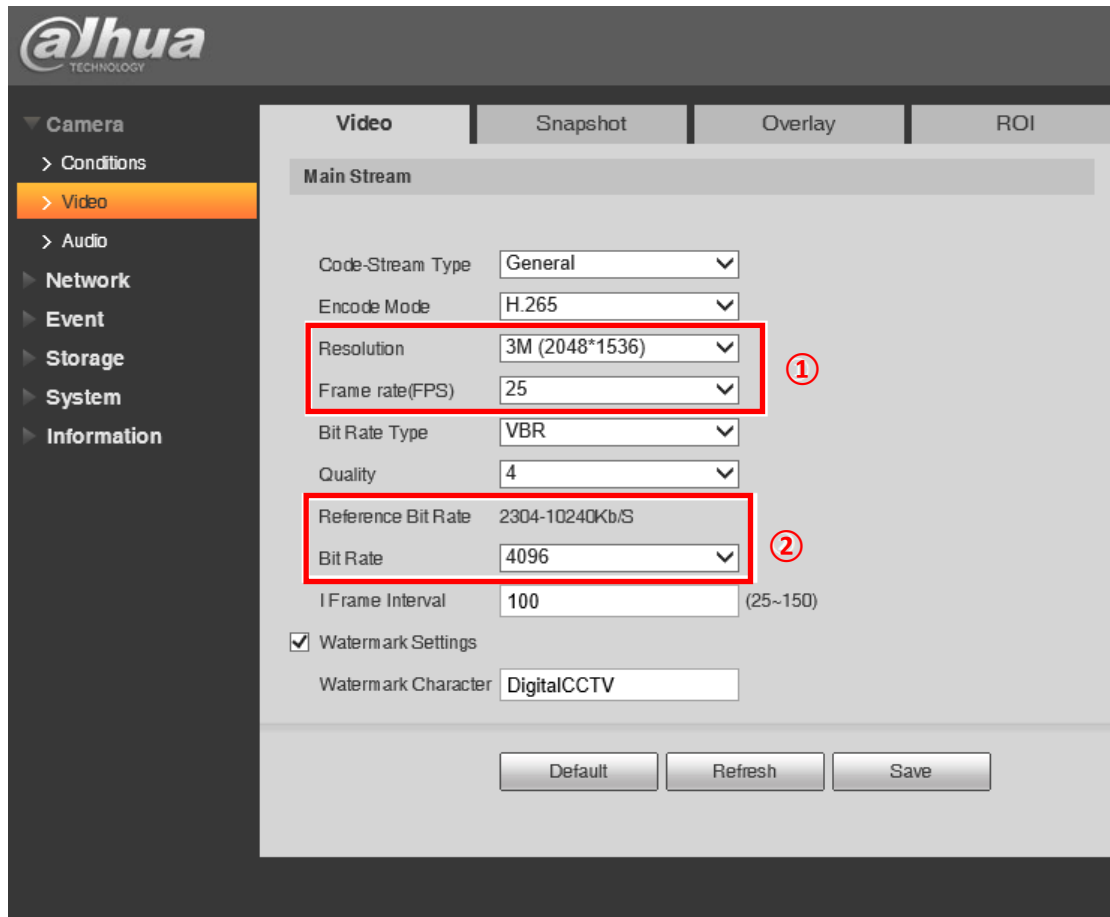 alhua
TECHNOLOGY
Camera
Conditions
Video
Audio
Network
Event
Storage
System
Information
Video Snapshot Overlay ROI
Main Stream
Code-Stream Type General
Encode Mode H.265
Resolution 3M (2048*1536)
Frame rate(FPS) 25
①
Bit Rate Type VBR
Quality 4
Reference Bit Rate 2304-10240Kb/S
Bit Rate 4096
②
I Frame Interval 100 (25~150)
Watermark Settings
Watermark Character DigitalCCTV
Default Refresh Save